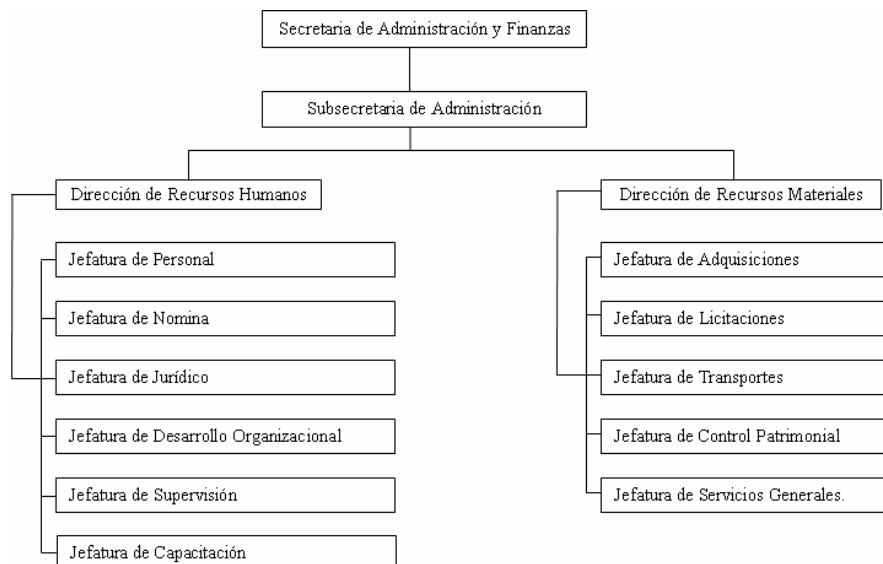 Secretaria de Administración y Finanzas
Subsecretaria de Administración
Dirección de Recursos Humanos
Jefatura de Personal
Jefatura de Nomina
Jefatura de Jurídico
Jefatura de Desarrollo Organizacional
Jefatura de Supervisión
Jefatura de Capacitación
Dirección de Recursos Materiales
Jefatura de Adquisiciones
Jefatura de Licitaciones
Jefatura de Transportes
Jefatura de Control Patrimonial
Jefatura de Servicios Generales.